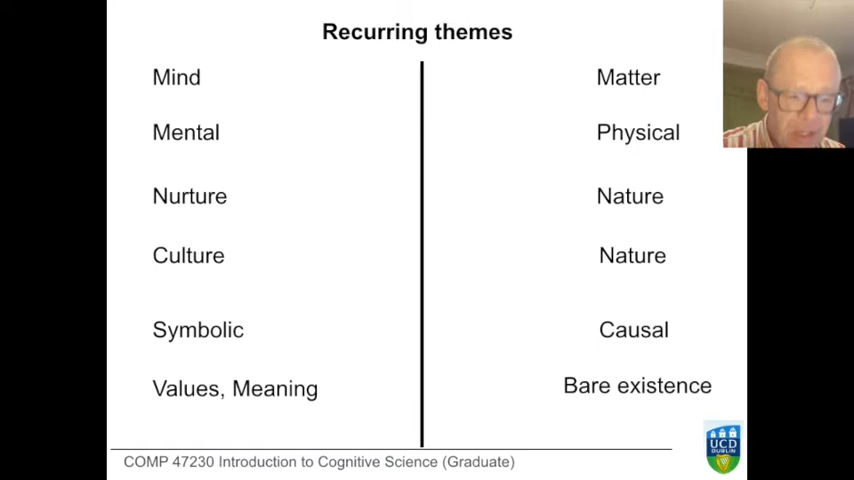 Recurring themes
Mind Matter
Mental Physical
Nurture Nature
Culture Nature
Symbolic Causal
Values, Meaning Bare existence
COMP 47230 Introduction to Cognitive Science (Graduate)
UCD
DUBLIN